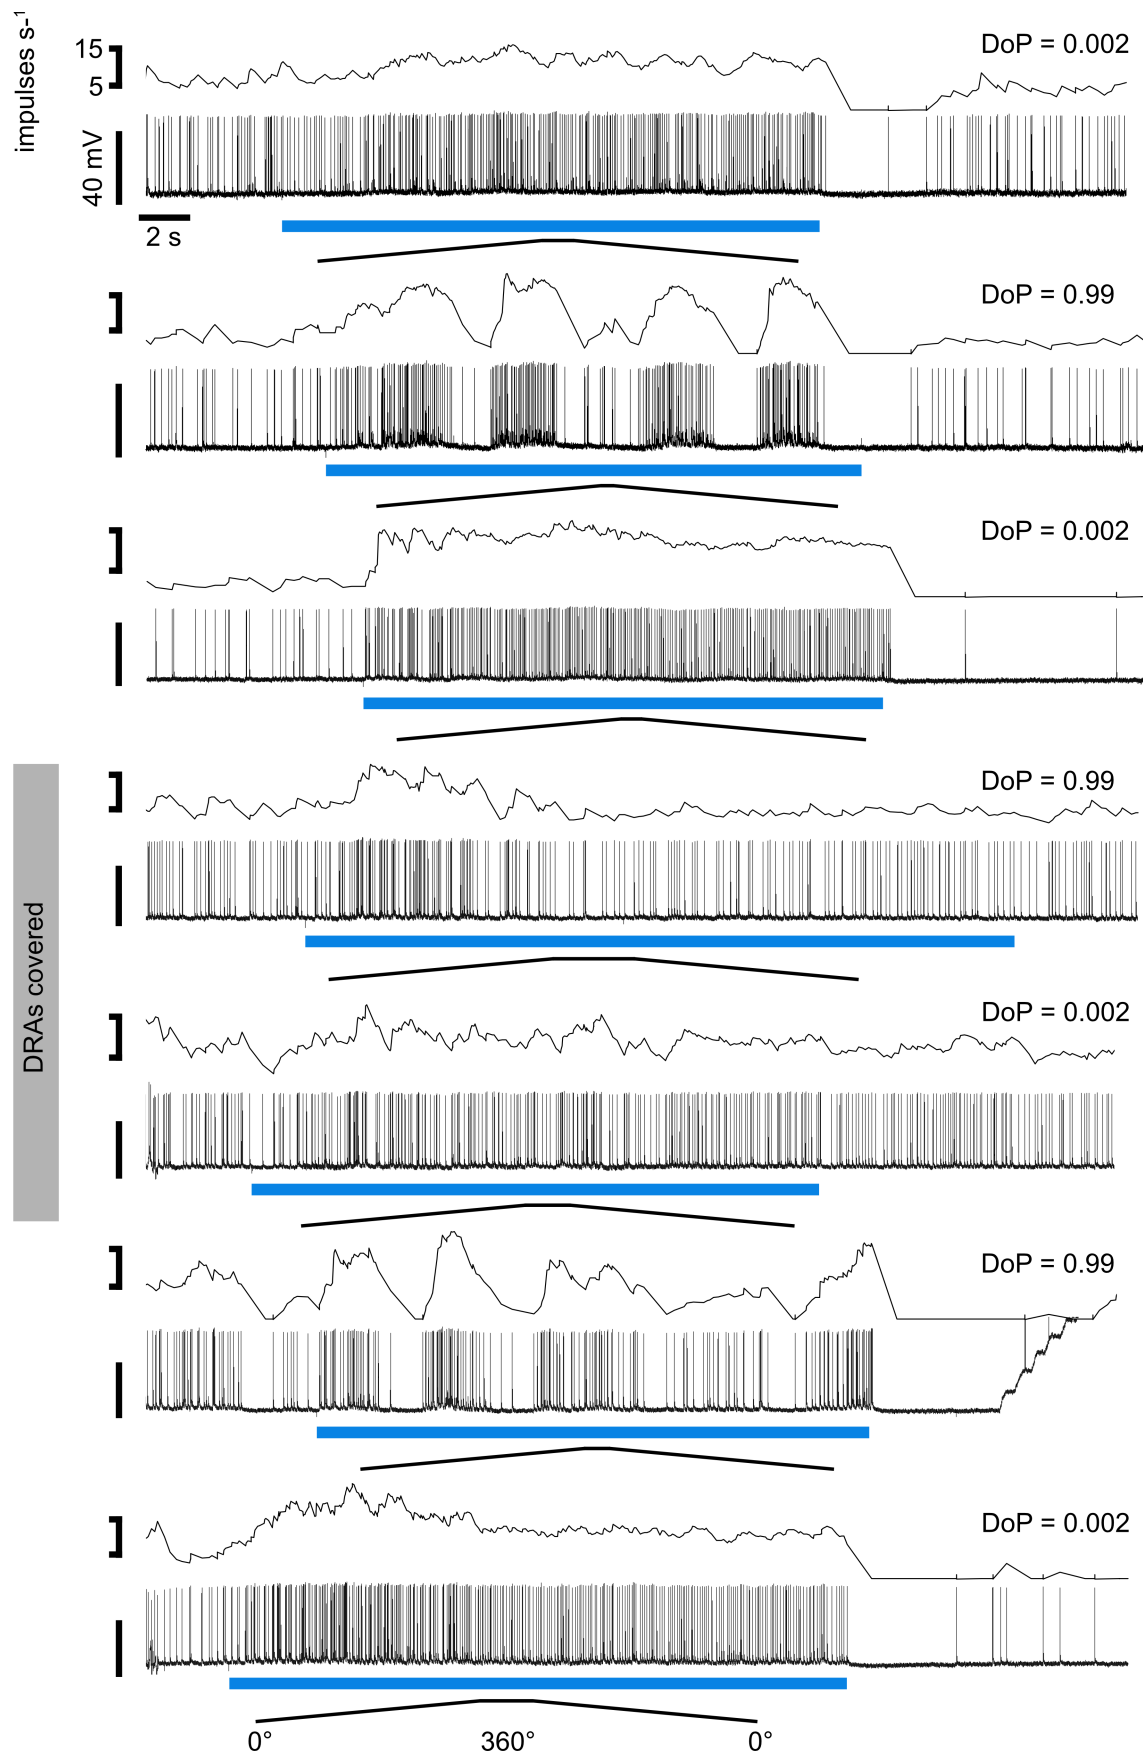 impulses s-1
15
5
DoP = 0.002
40 mV
2 s
DoP = 0.99
DoP = 0.002
DRAs covered
DoP = 0.99
DoP = 0.002
DoP = 0.99
DoP = 0.002
0° 360° 0°